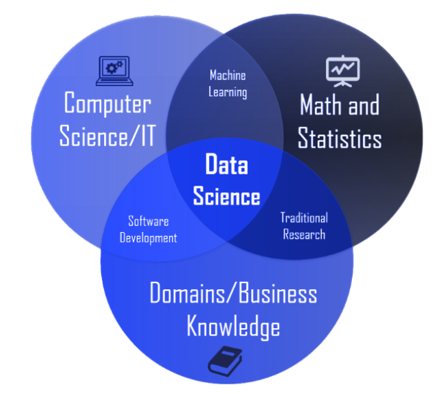 Machine
Learning
Computer
Science/IT
Math and
Statistics
Data
Science
Software
Development
Traditional
Research
Domains/Business
Knowledge